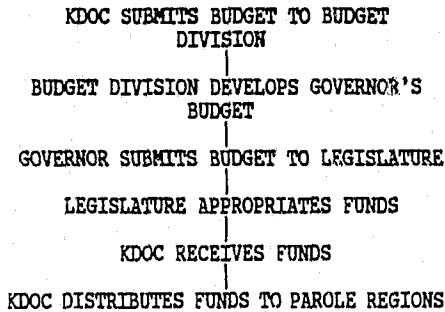 KDOC SUBMITS BUDGET TO BUDGET
DIVISION
BUDGET DIVISION DEVELOPS GOVERNOR'S
BUDGET
GOVERNOR SUBMITS BUDGET TO LEGISLATURE
LEGISLATURE APPROPRIATES FUNDS
KDOC RECEIVES FUNDS
KDOC DISTRIBUTES FUNDS TO PAROLE REGIONS